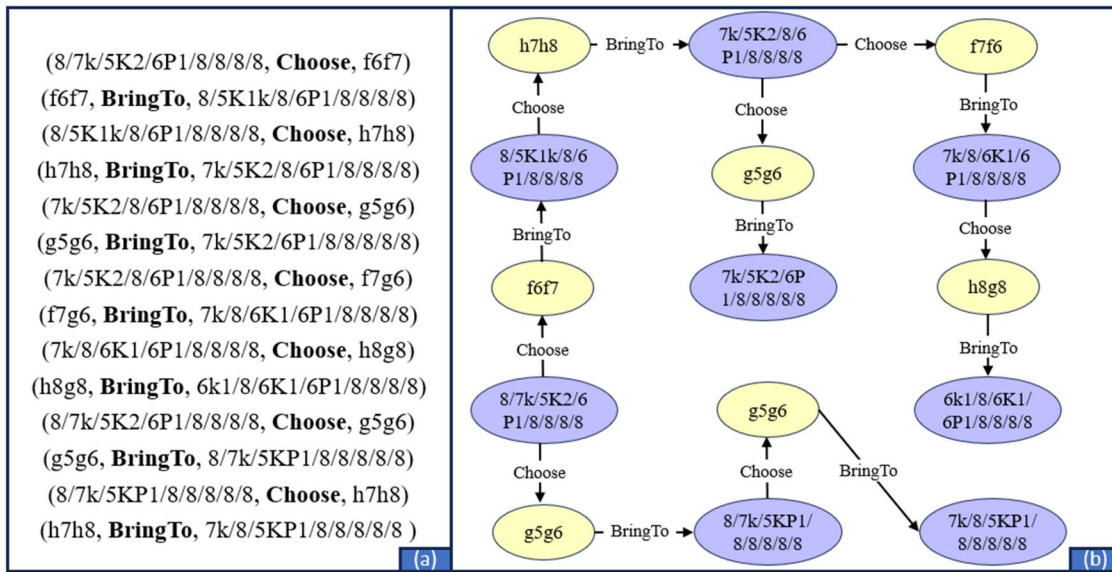 (8/7k/5K2/6P1/8/8/8/8, Choose, f6f7)
(f6f7, BringTo, 8/5K1k/8/6P1/8/8/8/8)
(8/5K1k/8/6P1/8/8/8/8, Choose, h7h8)
(h7h8, BringTo, 7k/5K2/8/6P1/8/8/8/8)
(7k/5K2/8/6P1/8/8/8/8, Choose, g5g6)
(g5g6, BringTo, 7k/5K2/6P1/8/8/8/8/8)
(7k/5K2/8/6P1/8/8/8/8, Choose, f7g6)
(f7g6, BringTo, 7k/8/6K1/6P1/8/8/8/8)
(7k/8/6K1/6P1/8/8/8/8, Choose, h8g8)
(h8g8, BringTo, 6k1/8/6K1/6P1/8/8/8/8)
(8/7k/5K2/6P1/8/8/8/8, Choose, g5g6)
(g5g6, BringTo, 8/7k/5KP1/8/8/8/8/8)
(8/7k/5KP1/8/8/8/8/8, Choose, h7h8)
(h7h8, BringTo, 7k/8/5KP1/8/8/8/8/8 )
(a)
h7h8
BringTo
7k/5K2/8/6
P1/8/8/8/8
Choose
f7f6
Choose
Choose
BringTo
8/5K1k/8/6
P1/8/8/8/8
g5g6
7k/8/6K1/6
P1/8/8/8/8
BringTo
BringTo
Choose
f6f7
7k/5K2/6P
1/8/8/8/8/8
h8g8
Choose
BringTo
8/7k/5K2/6
P1/8/8/8/8
g5g6
6k1/8/6K1/
6P1/8/8/8/8
Choose
Choose
BringTo
g5g6
BringTo
8/7k/5KP1/
8/8/8/8/8
7k/8/5KP1/
8/8/8/8/8
(b)